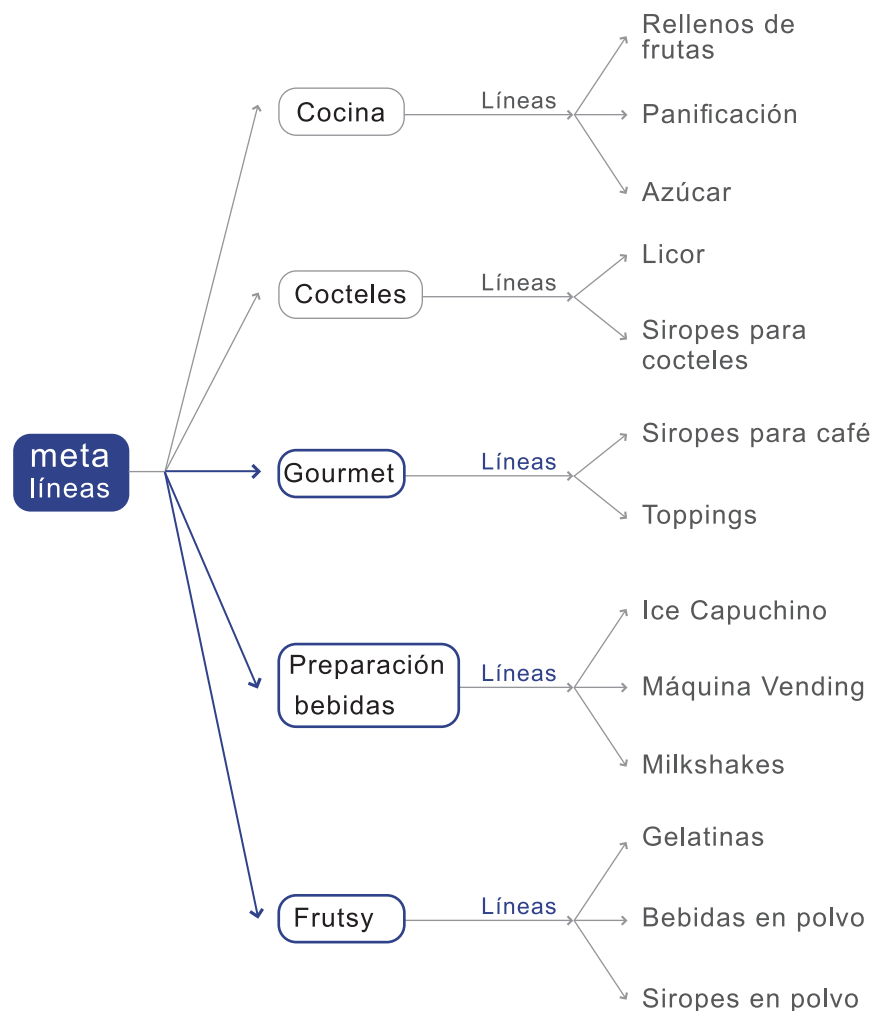 meta
líneas
Cocina
Líneas
Rellenos de
frutas
Panificación
Azúcar
Cocteles
Líneas
Licor
Siropes para
cocteles
Gourmet
Líneas
Siropes para café
Toppings
Preparación
bebidas
Líneas
Ice Capuchino
Máquina Vending
Milkshakes
Frutsy
Líneas
Gelatinas
Bebidas en polvo
Siropes en polvo